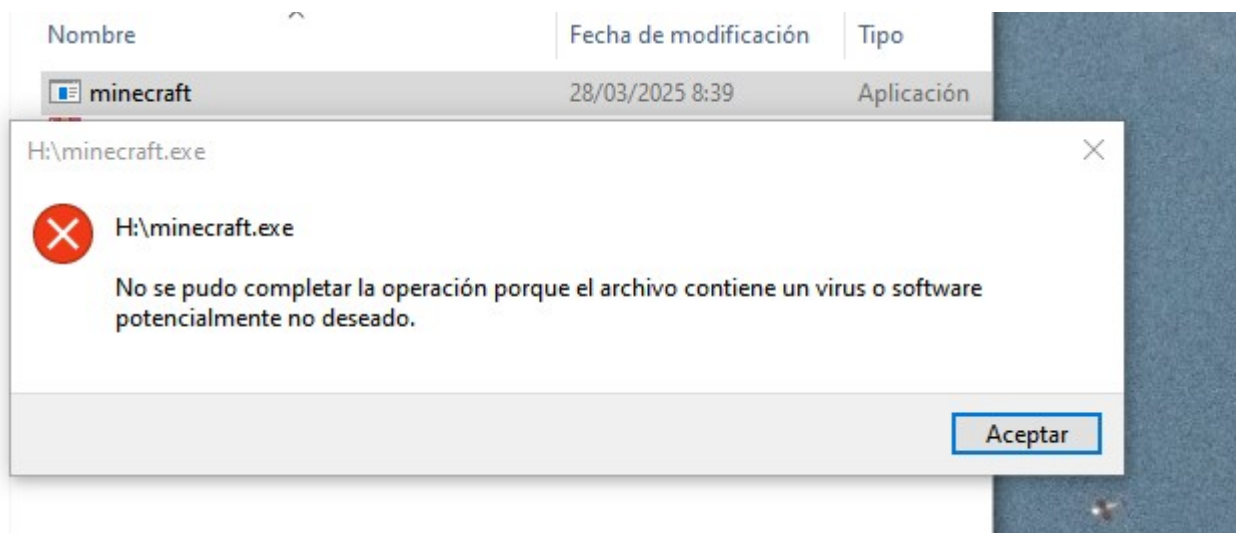 Nombre Fecha de modificación Tipo
minecraft 28/03/2025 8:39 Aplicación
H:\minecraft.exe
H:\minecraft.exe
No se pudo completar la operación porque el archivo contiene un virus o software
potencialmente no deseado.
Aceptar